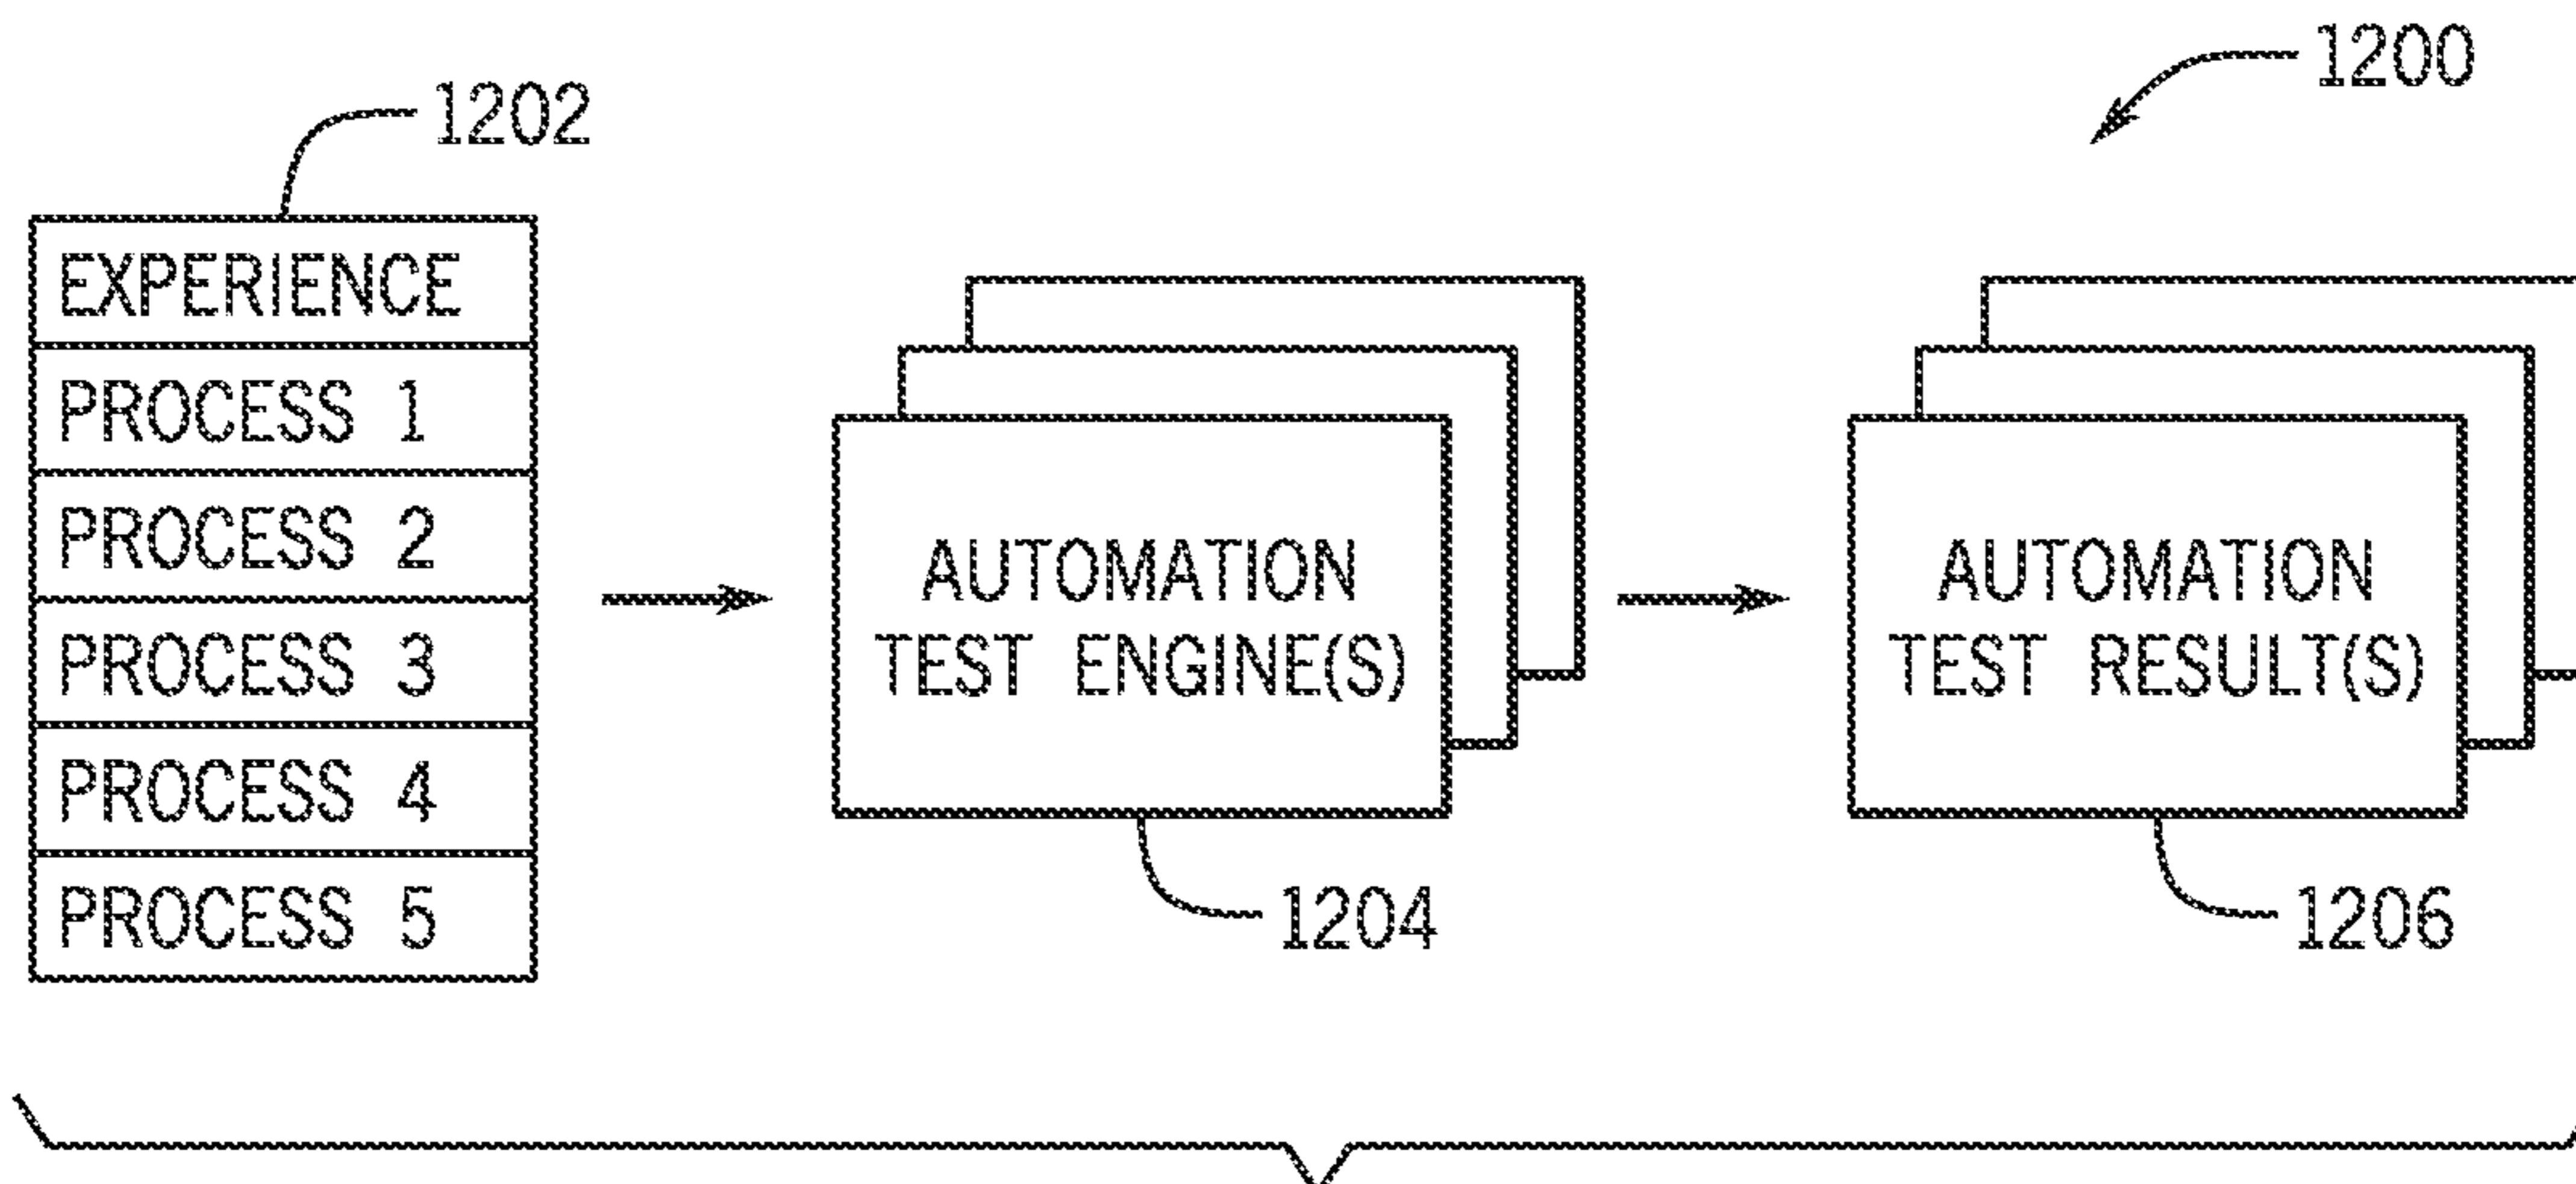 1200
1202
EXPERIENCE
PROCESS 1
PROCESS 2
PROCESS 3
PROCESS 4
PROCESS 5
AUTOMATION
TEST ENGINE(S)
1204
AUTOMATION
TEST RESULT(S)
1206